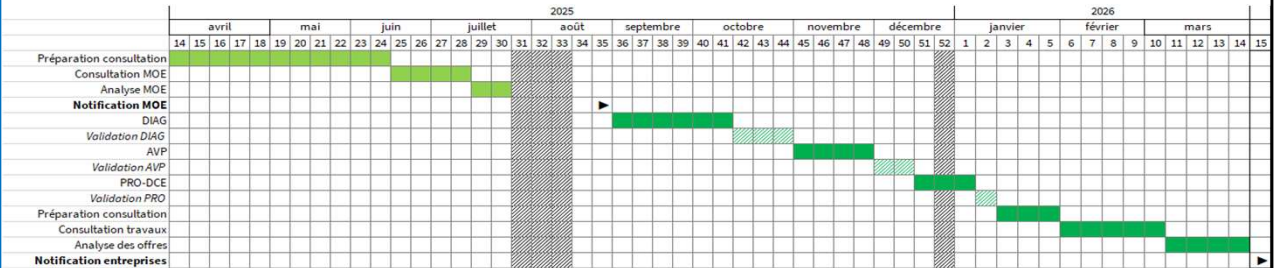 2025 2026
avril mai juin juillet août septembre octobre novembre décembre janvier février mars
14 15 16 17 18 19 20 21 22 23 24 25 26 27 28 29 30 31 32 33 34 35 36 37 38 39 40 41 42 43 44 45 46 47 48 49 50 51 52 1 2 3 4 5 6 7 8 9 10 11 12 13 14 15
Préparation consultation
Consultation MOE
Analyse MOE
Notification MOE
DIAG
Validation DIAG
AVP
Validation AVP
PRO-DCE
Validation PRO
Préparation consultation
Consultation travaux
Analyse des offres
Notification entreprises